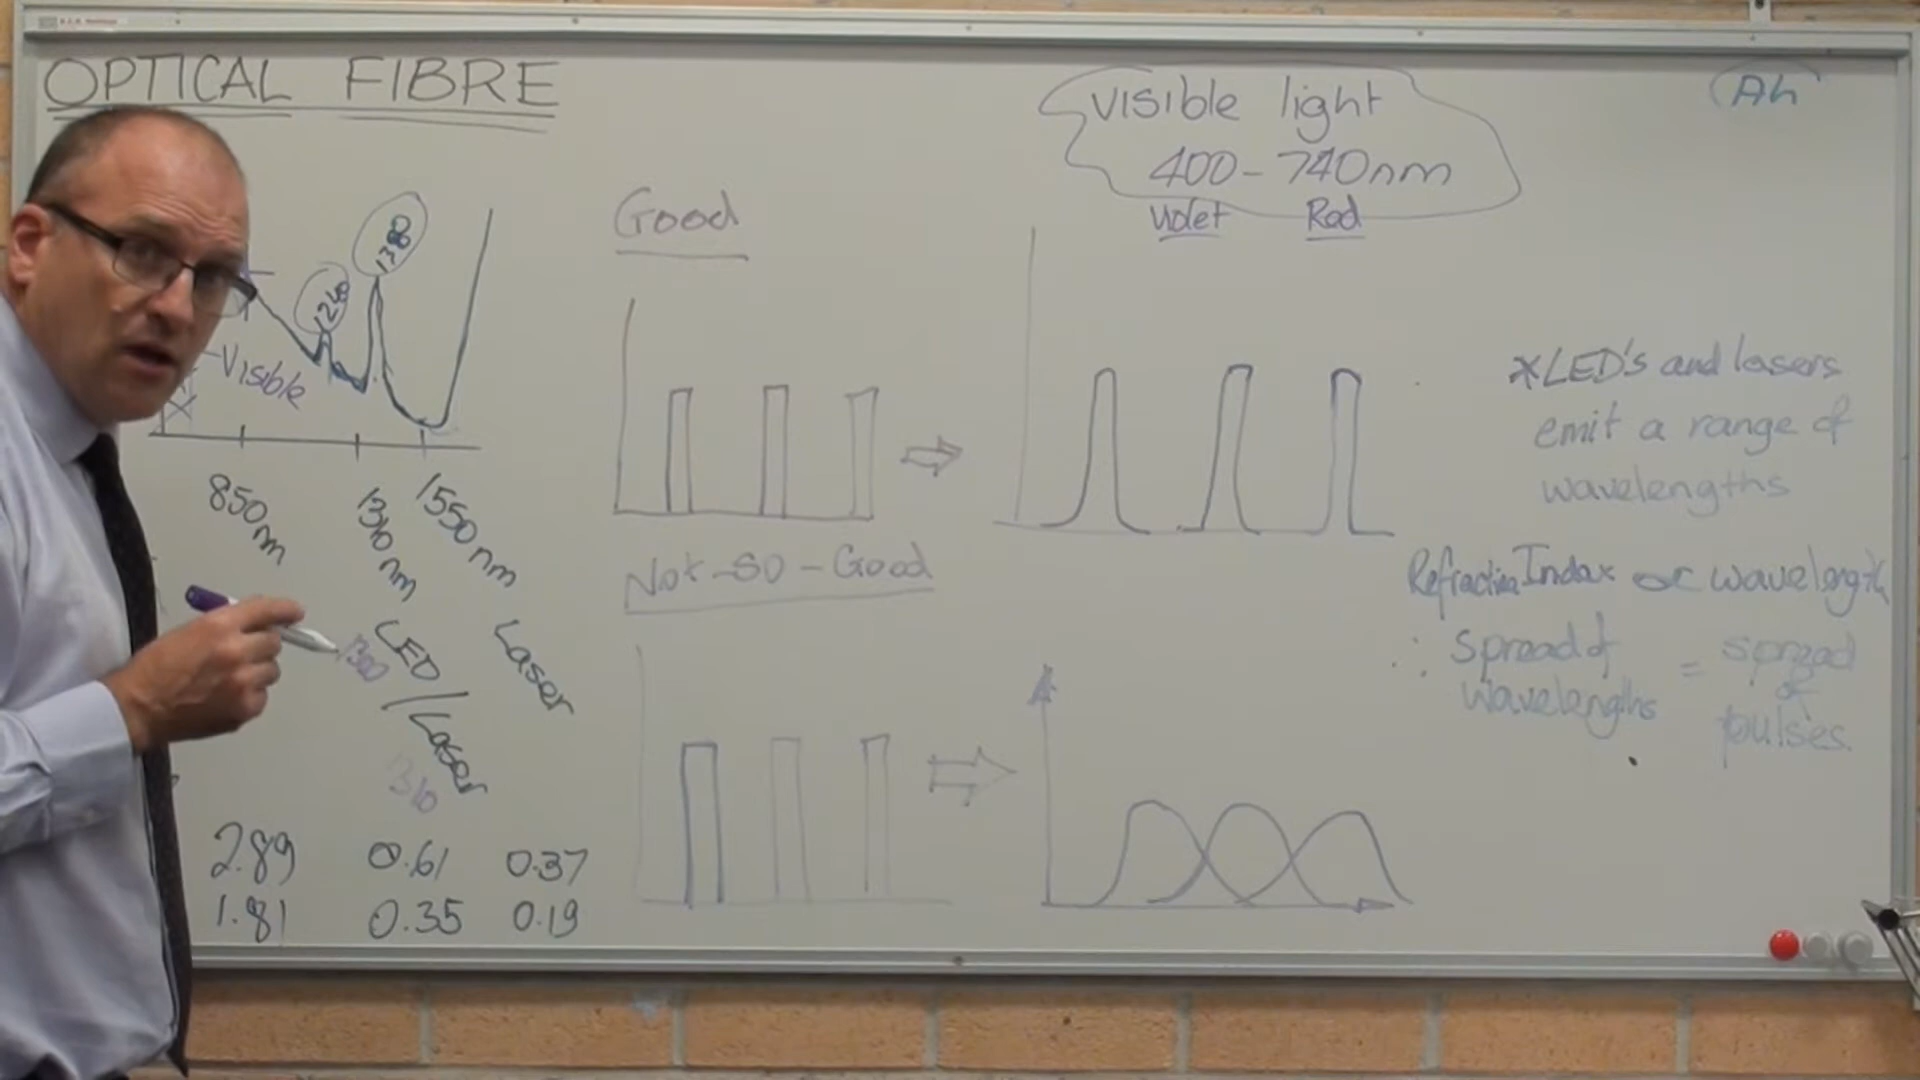 OPTICAL FIBRE
Visible light
400-740nm
Violet Red
Ah
1240
1380
Visible
850nm
1310nm
1550nm
1300
LED
/Laser
Laser
310
2.89 0.61 0.37
1.81 0.35 0.19
Good
Not-so-Good
*LED's and lasers
emit a range of
wavelengths
Index ∝ wavelength
∴ spread of
wavelengths
= spread
of
pulses.